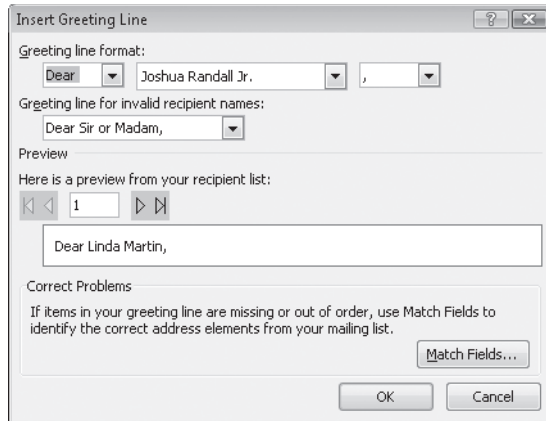 Insert Greeting Line
Greeting line format:
Dear Joshua Randall Jr. ,
Greeting line for invalid recipient names:
Dear Sir or Madam,
Preview
Here is a preview from your recipient list:
1
Dear Linda Martin,
Correct Problems
If items in your greeting line are missing or out of order, use Match Fields to
identify the correct address elements from your mailing list.
Match Fields...
OK Cancel